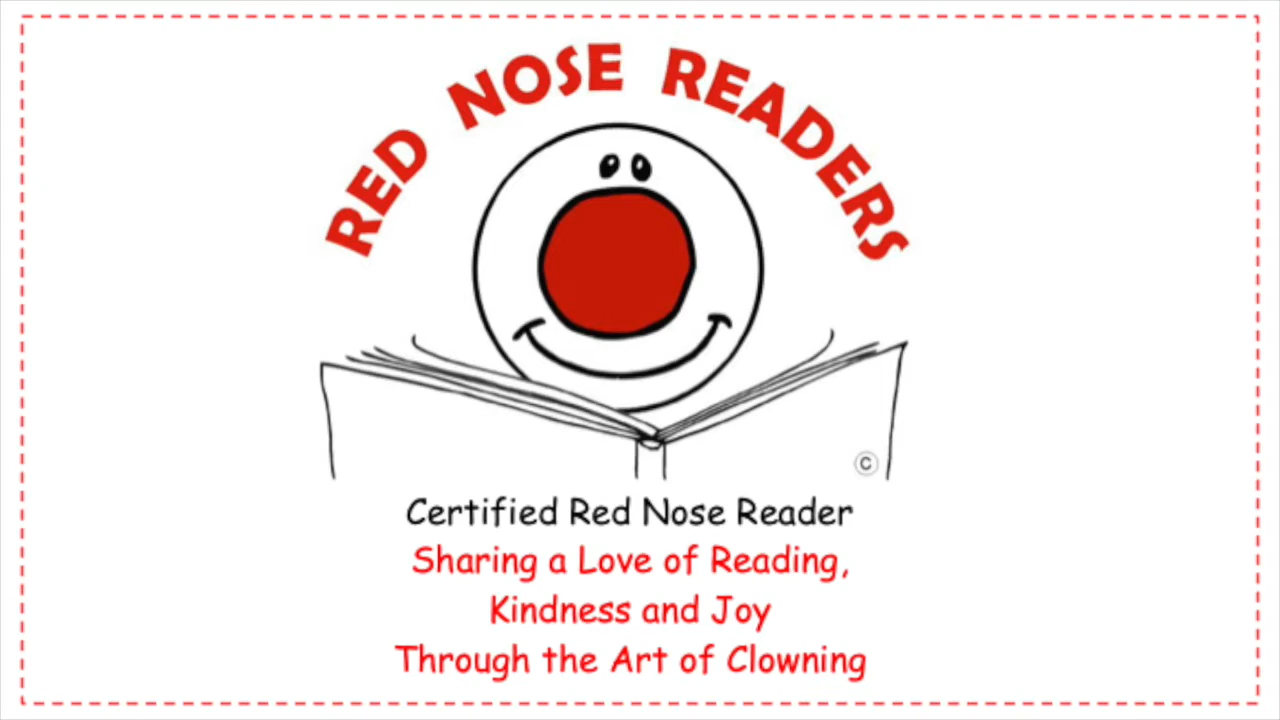 RED NOSE READERS
©
Certified Red Nose Reader
Sharing a Love of Reading,
Kindness and Joy
Through the Art of Clowning